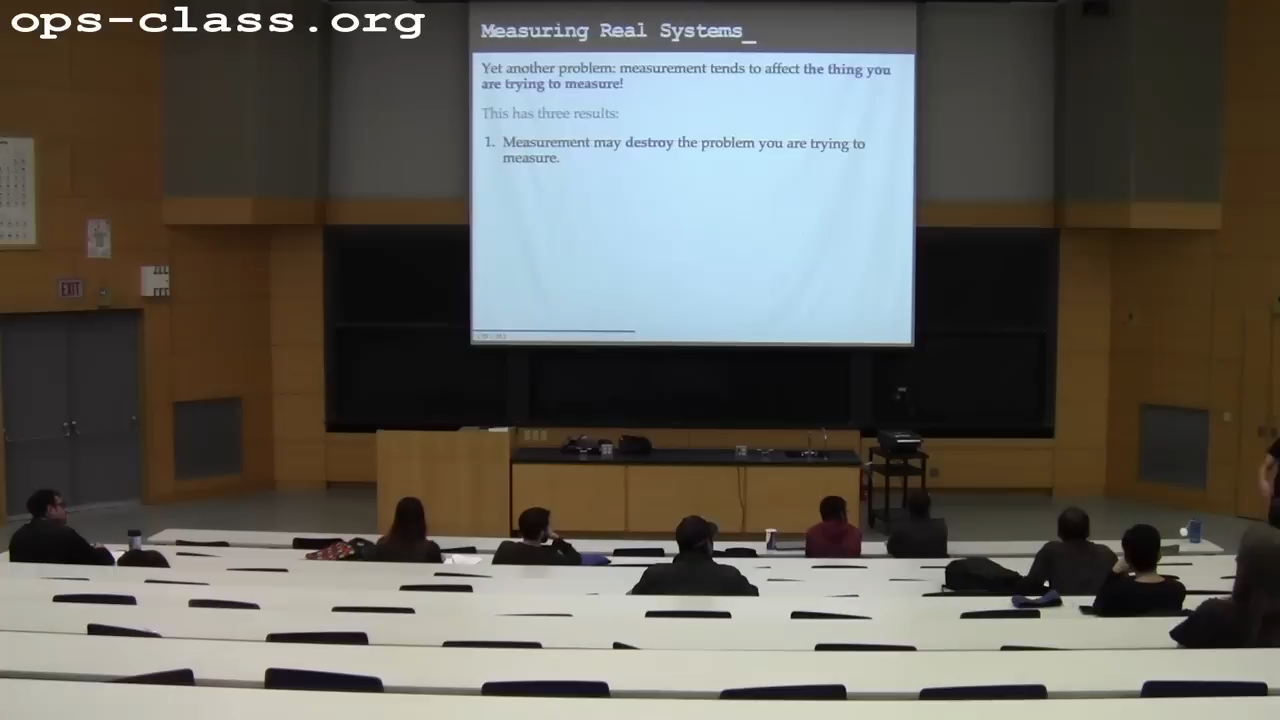 ops-class.org
Measuring Real Systems_
Yet another problem: measurement tends to affect the thing you
are trying to measure!
This has three results:
1. Measurement may destroy the problem you are trying to
measure.
EXIT